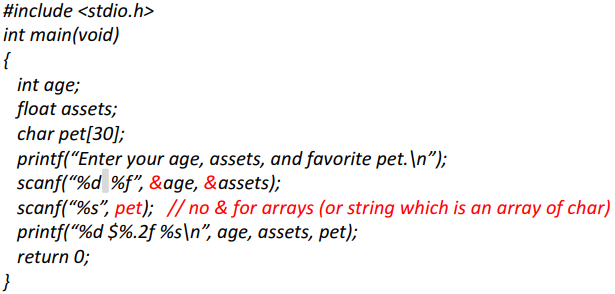 #include <stdio.h>
int main(void)
{
int age;
float assets;
char pet[30];
printf(“Enter your age, assets, and favorite pet.\n”);
scanf(“%d %f”, &age, &assets);
scanf(“%s”, pet); // no & for arrays (or string which is an array of char)
printf(“%d $%.2f %s\n”, age, assets, pet);
return 0;
}